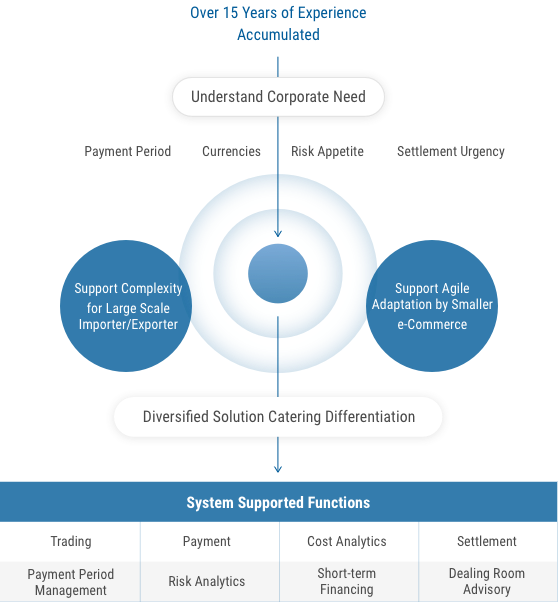 Over 15 Years of Experience
Accumulated
Understand Corporate Need
Payment Period
Currencies
Risk Appetite
Settlement Urgency
Support Complexity
for Large Scale
Importer/Exporter
Support Agile
Adaptation by Smaller
e-Commerce
Diversified Solution Catering Differentiation
System Supported Functions
Trading
Payment
Cost Analytics
Settlement
Payment Period
Management
Risk Analytics
Short-term
Financing
Dealing Room
Advisory